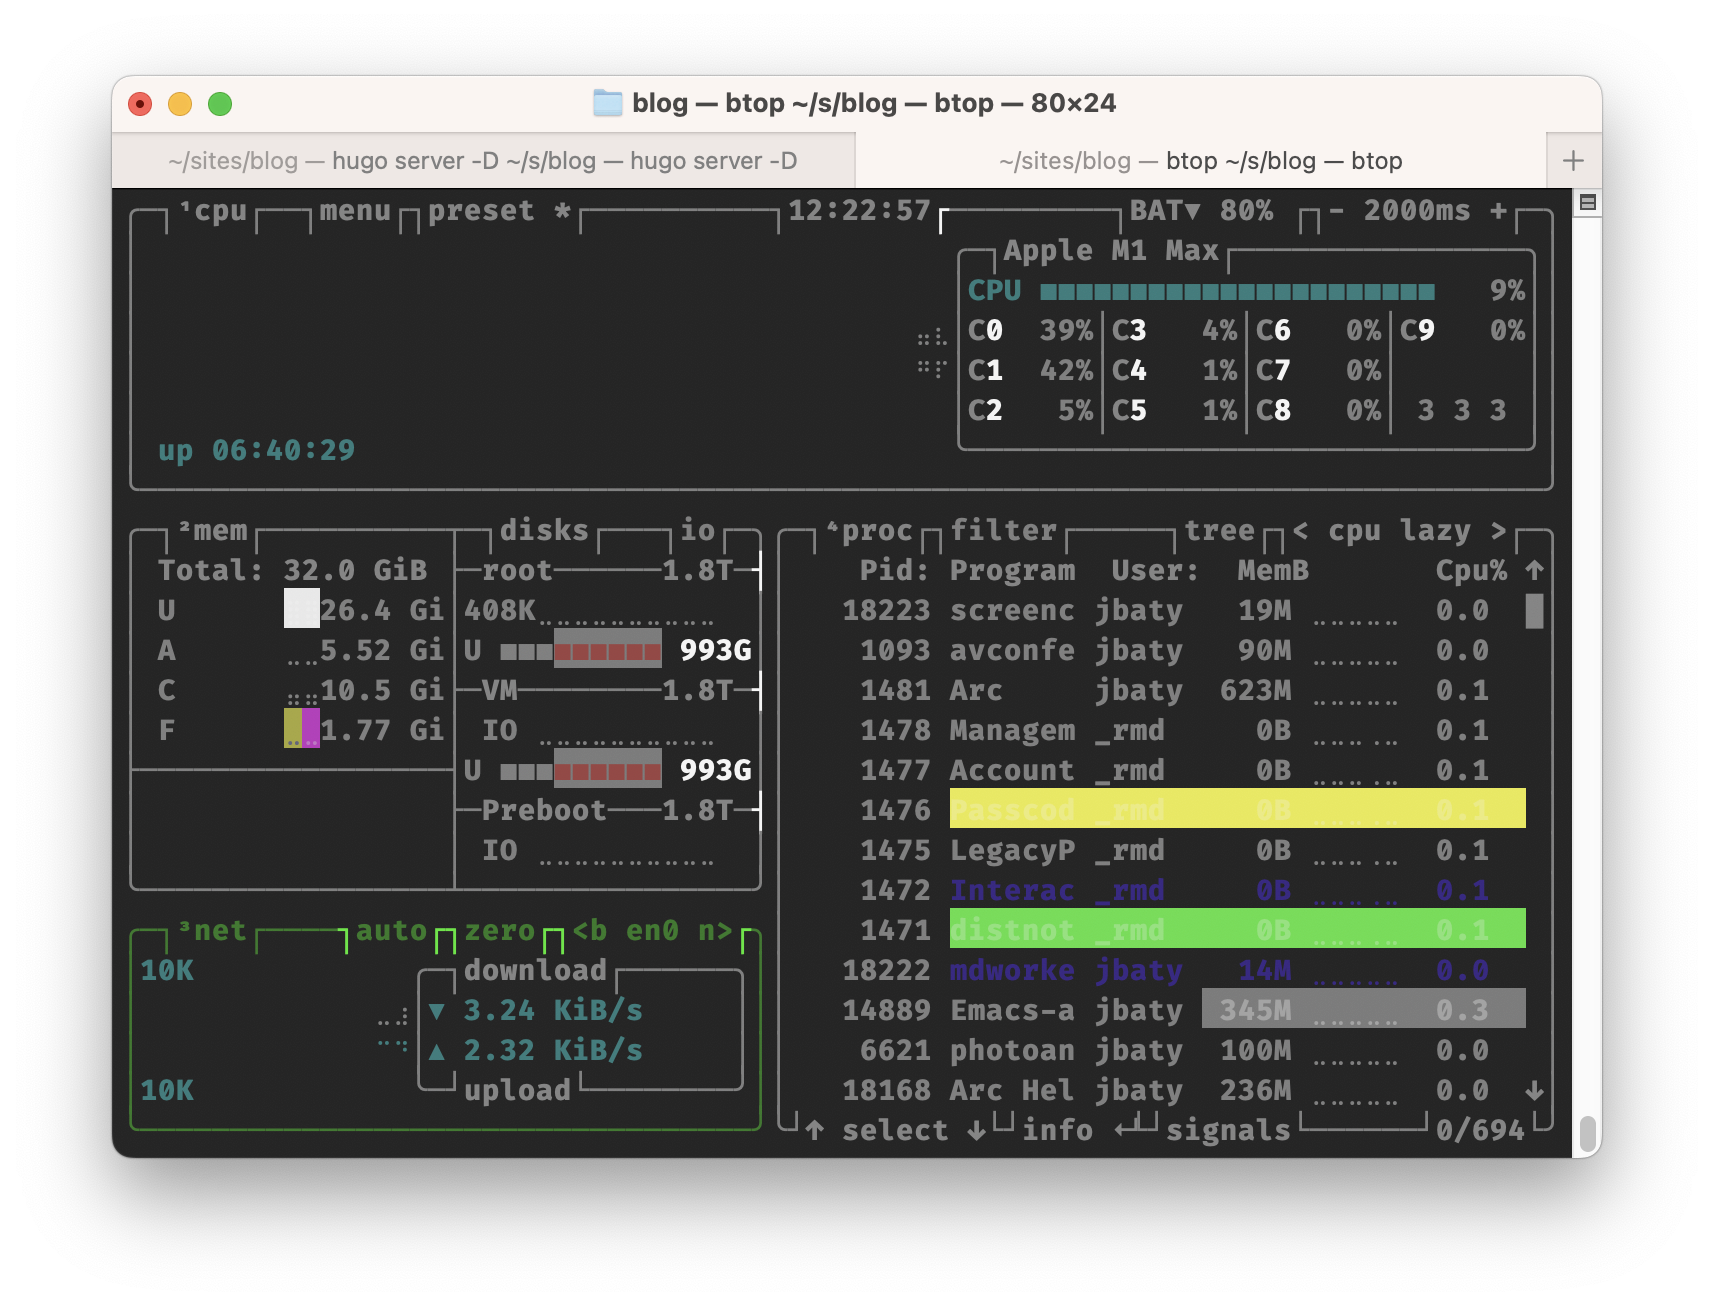 blog — btop ~/s/blog — btop — 80×24
~/sites/blog — hugo server -D ~/s/blog — hugo server -D
~/sites/blog — btop ~/s/blog — btop
+
¹cpu menu preset * 12:22:57 BAT▼ 80% - 2000ms +
Apple M1 Max
CPU 9%
C0 39% C3 4% C6 0% C9 0%
C1 42% C4 1% C7 0%
C2 5% C5 1% C8 0% 3 3 3
up 06:40:29
²mem disks io
Total: 32.0 GiB root 1.8T
U 26.4 Gi 408K
A 5.52 Gi U 993G
C 10.5 Gi VM 1.8T
F 1.77 Gi IO
U 993G
Preboot 1.8T
IO
³net auto zero <b en0 n>
10K download
▼ 3.24 KiB/s
▲ 2.32 KiB/s
10K upload
⁴proc filter tree < cpu lazy >
Pid: Program User: MemB Cpu% ↑
18223 screenc jbaty 19M 0.0
1093 avconfe jbaty 90M 0.0
1481 Arc jbaty 623M 0.1
1478 Managem _rmd 0B 0.1
1477 Account _rmd 0B 0.1
1476 Passcod _rmd 0B 0.1
1475 LegacyP _rmd 0B 0.1
1472 Interac _rmd 0B 0.1
1471 distnot _rmd 0B 0.1
18222 mdworke jbaty 14M 0.0
14889 Emacs-a jbaty 345M 0.3
6621 photoan jbaty 100M 0.0
18168 Arc Hel jbaty 236M 0.0 ↓
↑ select ↓ info ↵ signals 0/694